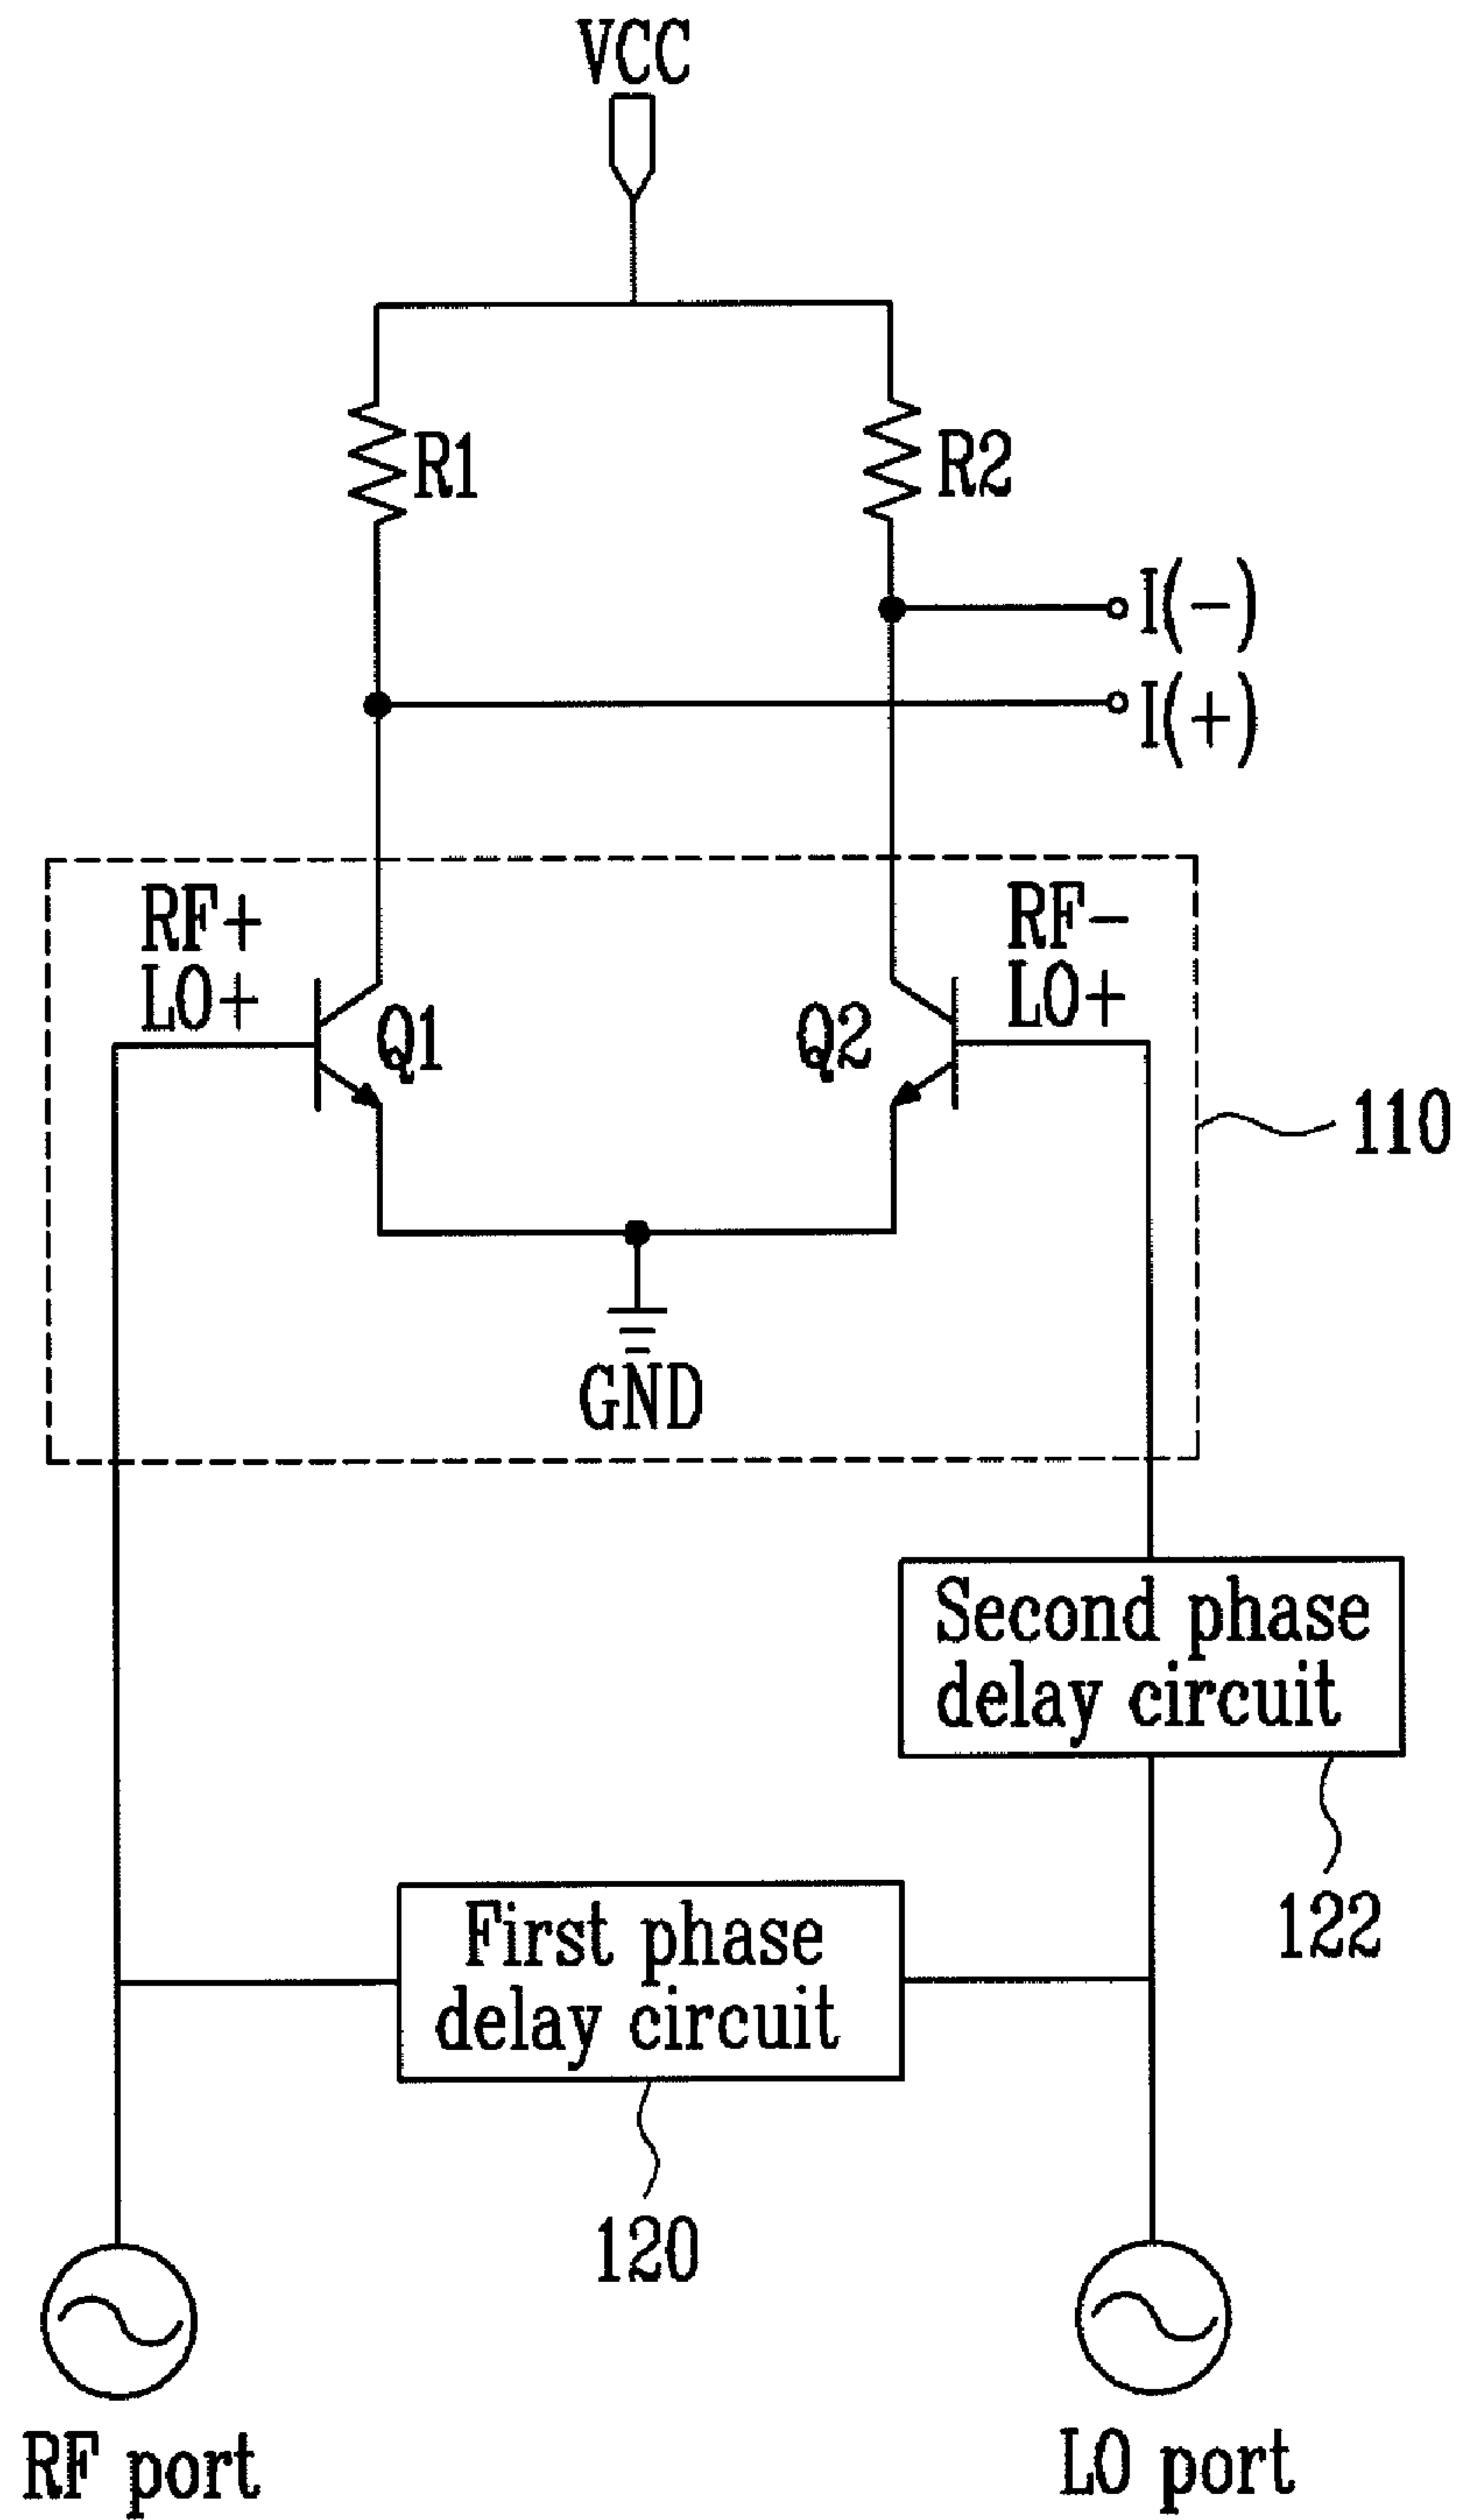 VCC
R1
R2
I(-)
I(+)
RF+
LO+
RF-
LO+
Q1
Q2
110
GND
Second phase
delay circuit
122
First phase
delay circuit
120
RF port
LO port